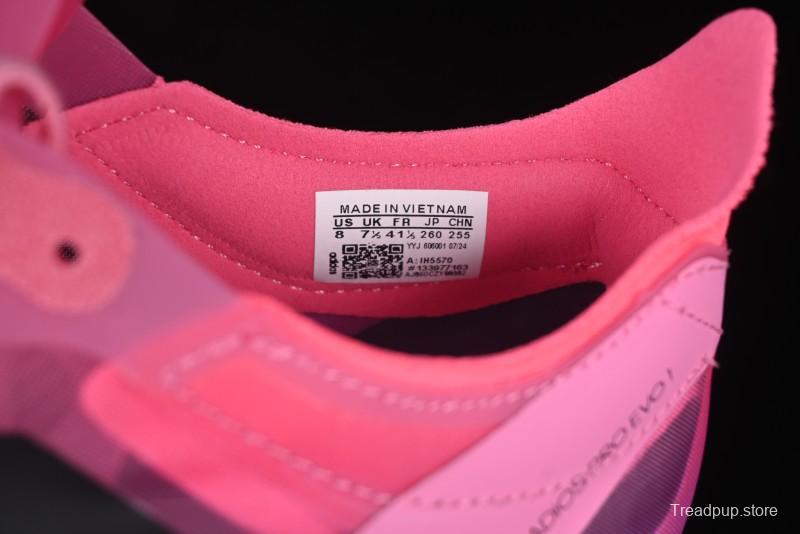 MADE IN VIETNAM
US UK FR JP CHN
8 7½ 41⅓ 260 255
YYJ 606001 07/24
A: IH5570
#133077163
adidas
ADIOS PRO EVO 1
Treadpup.store